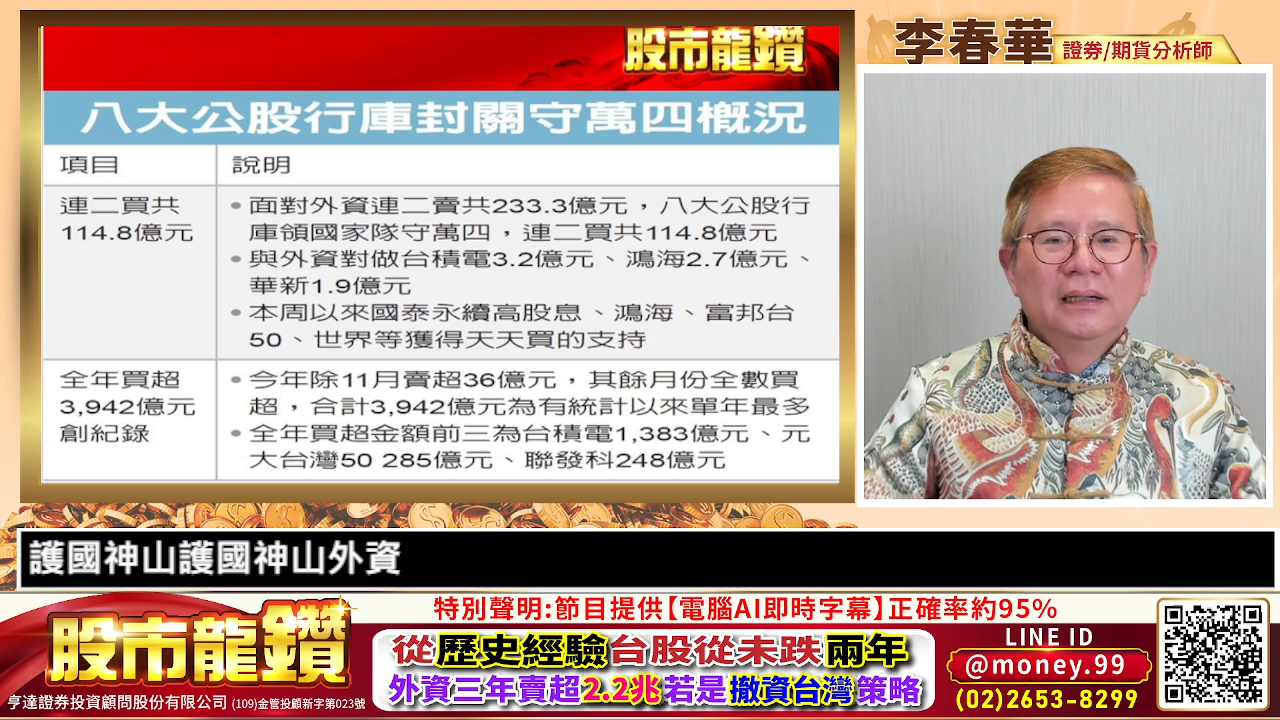 股市龍鑽
八大公股行庫封關守萬四概況
項目
說明
連二買共
114.8億元
• 面對外資連二賣共233.3億元，八大公股行
庫領國家隊守萬四，連二買共114.8億元
• 與外資對做台積電3.2億元、鴻海2.7億元、
華新1.9億元
• 本周以來國泰永續高股息、鴻海、富邦台
50、世界等獲得天天買的支持
全年買超
3,942億元
創紀錄
• 今年除11月賣超36億元，其餘月份全數買
超，合計3,942億元為有統計以來單年最多
• 全年買超金額前三為台積電1,383億元、元
大台灣50 285億元、聯發科248億元
李春華 證券/期貨分析師
護國神山護國神山外資
特別聲明:節目提供【電腦AI即時字幕】正確率約95%
股市龍鑽
亨達證券投資顧問股份有限公司 (109)金管投顧新字第023號
從歷史經驗台股從未跌兩年
外資三年賣超2.2兆若是撤資台灣策略
LINE ID
@money.99
(02)2653-8299